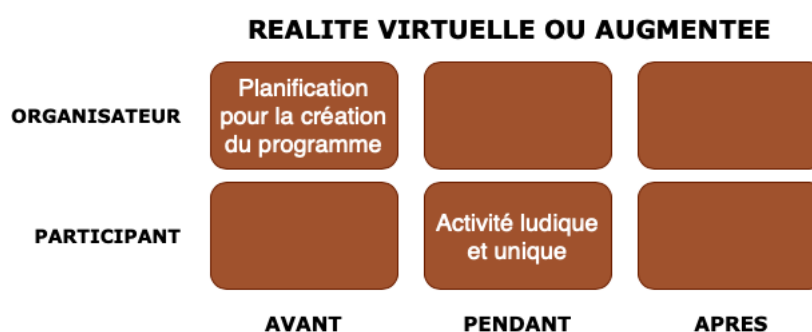 REALITE VIRTUELLE OU AUGMENTEE
ORGANISATEUR
Planification
pour la création
du programme
PARTICIPANT
Activité ludique
et unique
AVANT
PENDANT
APRES